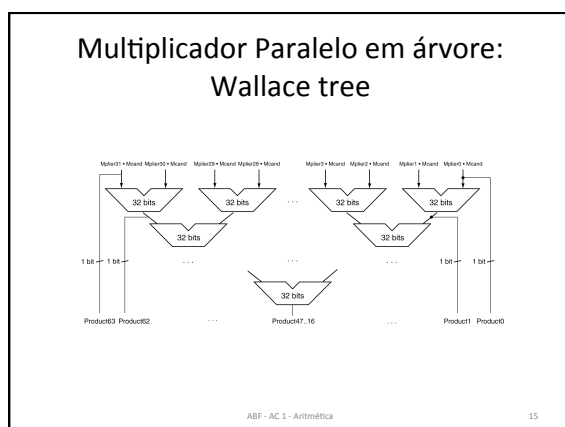 Multiplicador Paralelo em árvore:
Wallace tree
Mplier31 • Mcand Mplier30 • Mcand Mplier29 • Mcand Mplier28 • Mcand Mplier3 • Mcand Mplier2 • Mcand Mplier1 • Mcand Mplier0 • Mcand
32 bits 32 bits . . . 32 bits 32 bits
32 bits 32 bits
1 bit 1 bit . . . . . . . . . 1 bit 1 bit
32 bits
Product63 Product62 . . . Product47..16 . . . Product1 Product0
ABF - AC 1 - Aritmética 15